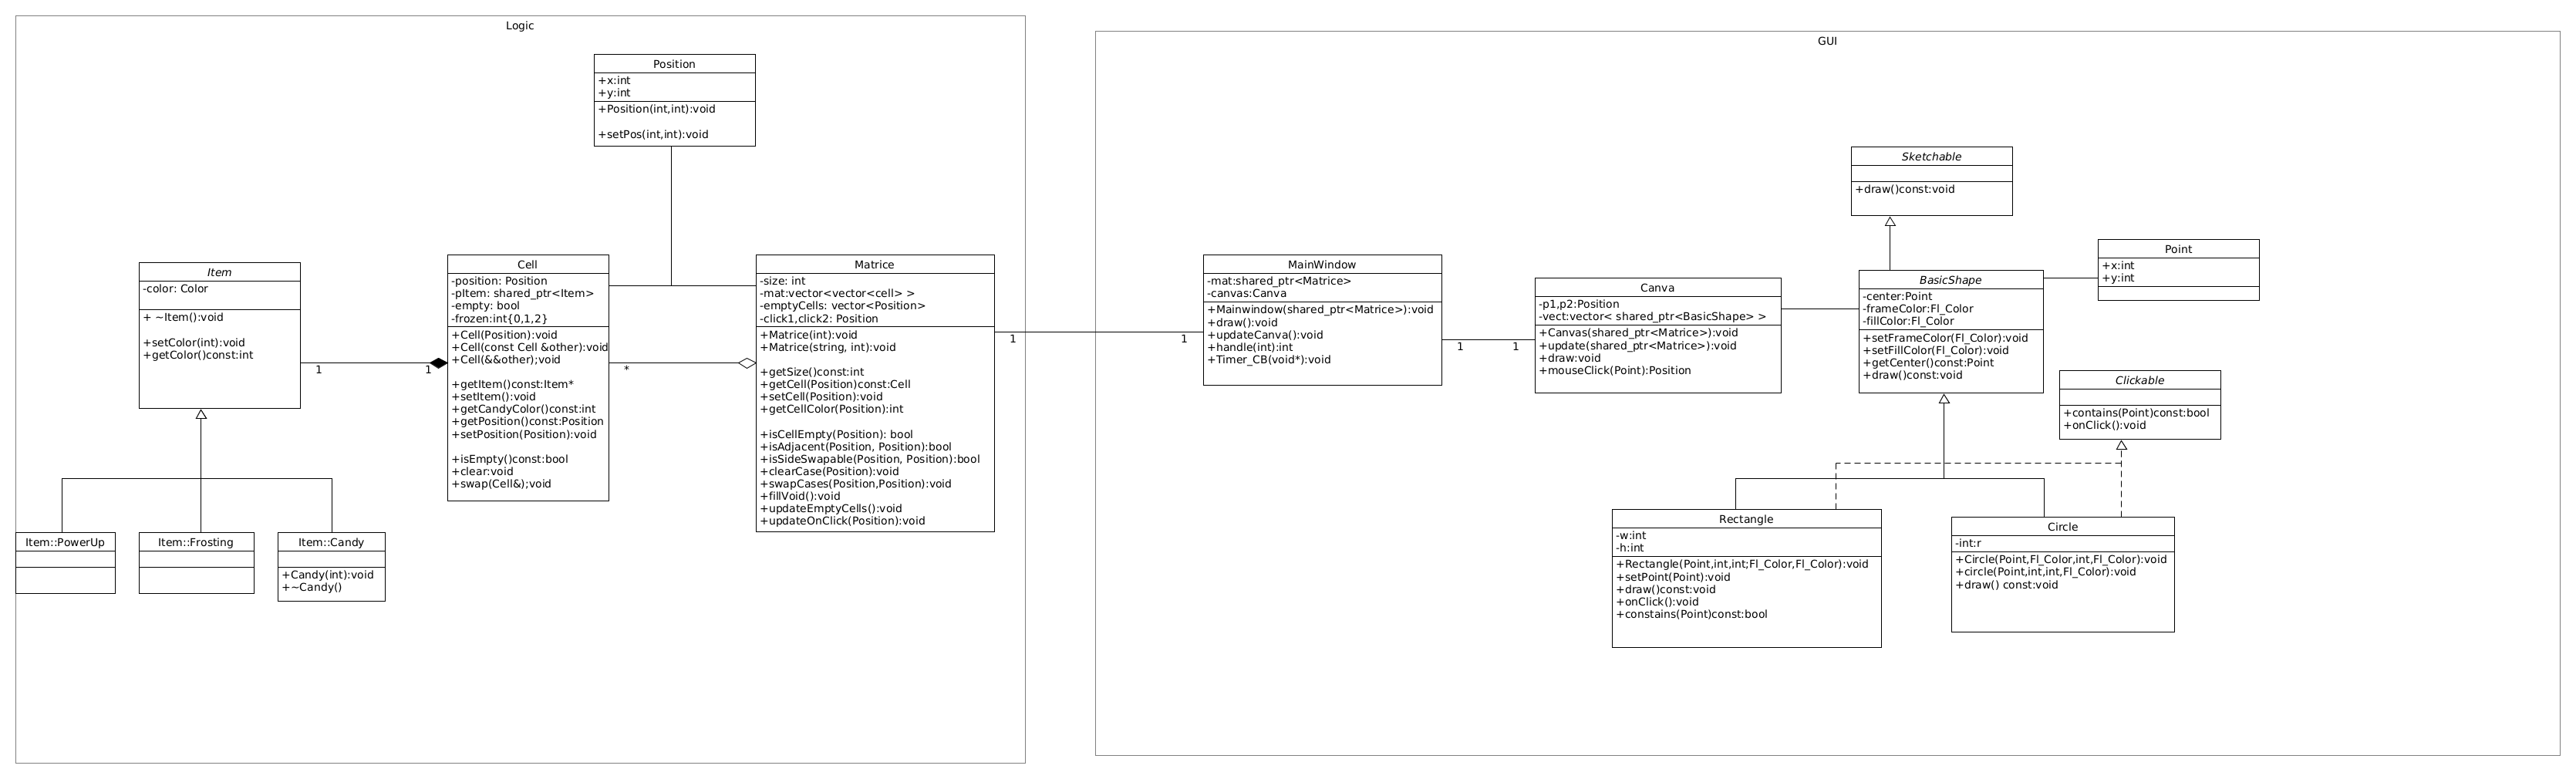 Logic
Position
+x:int
+y:int
+Position(int,int):void
+setPos(int,int):void
Item
-color: Color
+ ~Item():void
+setColor(int):void
+getColor()const:int
1
1
Cell
-position: Position
-pItem: shared_ptr<Item>
-empty: bool
-frozen:int{0,1,2}
+Cell(Position):void
+Cell(const Cell &other):void
+Cell(&&other);void
+getItem()const:Item*
+setItem():void
+getCandyColor()const:int
+getPosition()const:Position
+setPosition(Position):void
+isEmpty()const:bool
+clear:void
+swap(Cell&);void
*
Matrice
-size: int
-mat:vector<vector<cell> >
-emptyCells: vector<Position>
-click1,click2: Position
+Matrice(int):void
+Matrice(string, int):void
+getSize()const:int
+getCell(Position)const:Cell
+setCell(Position):void
+getCellColor(Position):int
+isCellEmpty(Position): bool
+isAdjacent(Position, Position):bool
+isSideSwapable(Position, Position):bool
+clearCase(Position):void
+swapCases(Position,Position):void
+fillVoid():void
+updateEmptyCells():void
+updateOnClick(Position):void
Item::PowerUp
Item::Frosting
Item::Candy
+Candy(int):void
+~Candy()
1
1
GUI
MainWindow
-mat:shared_ptr<Matrice>
-canvas:Canva
+Mainwindow(shared_ptr<Matrice>):void
+draw():void
+updateCanva():void
+handle(int):int
+Timer_CB(void*):void
1
1
Canva
-p1,p2:Position
-vect:vector< shared_ptr<BasicShape> >
+Canvas(shared_ptr<Matrice>):void
+update(shared_ptr<Matrice>):void
+draw:void
+mouseClick(Point):Position
Sketchable
+draw()const:void
BasicShape
-center:Point
-frameColor:Fl_Color
-fillColor:Fl_Color
+setFrameColor(Fl_Color):void
+setFillColor(Fl_Color):void
+getCenter()const:Point
+draw()const:void
Point
+x:int
+y:int
Clickable
+contains(Point)const:bool
+onClick():void
Rectangle
-w:int
-h:int
+Rectangle(Point,int,int;Fl_Color,Fl_Color):void
+setPoint(Point):void
+draw()const:void
+onClick():void
+constains(Point)const:bool
Circle
-int:r
+Circle(Point,Fl_Color,int,Fl_Color):void
+circle(Point,int,int,Fl_Color):void
+draw() const:void